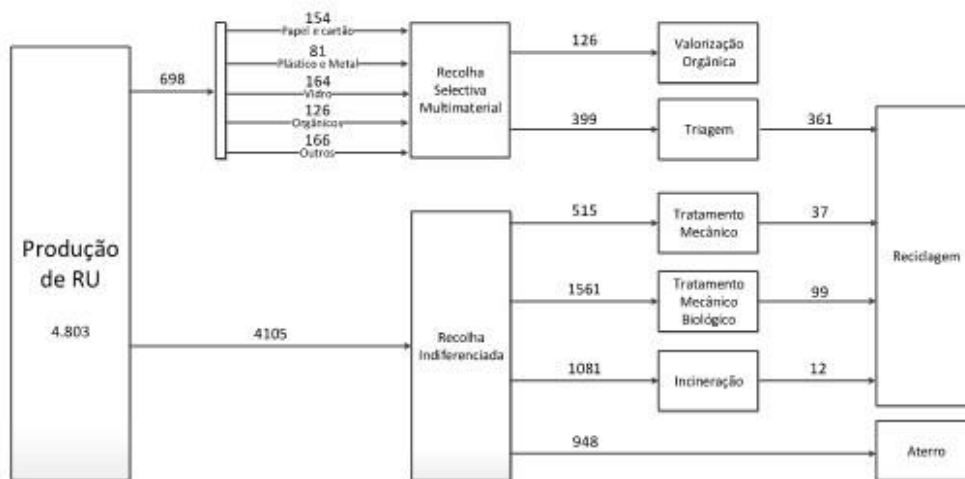 Produção
de RU
4.803
698
154
Papel e cartão
81
Plástico e Metal
164
Vidro
126
Orgânicos
166
Outros
Recolha
Selectiva
Multimaterial
126
Valorização
Orgânica
399
Triagem
361
4105
Recolha
Indiferenciada
515
Tratamento
Mecânico
37
1561
Tratamento
Mecânico
Biológico
99
1081
Incineração
12
Reciclagem
948
Aterro